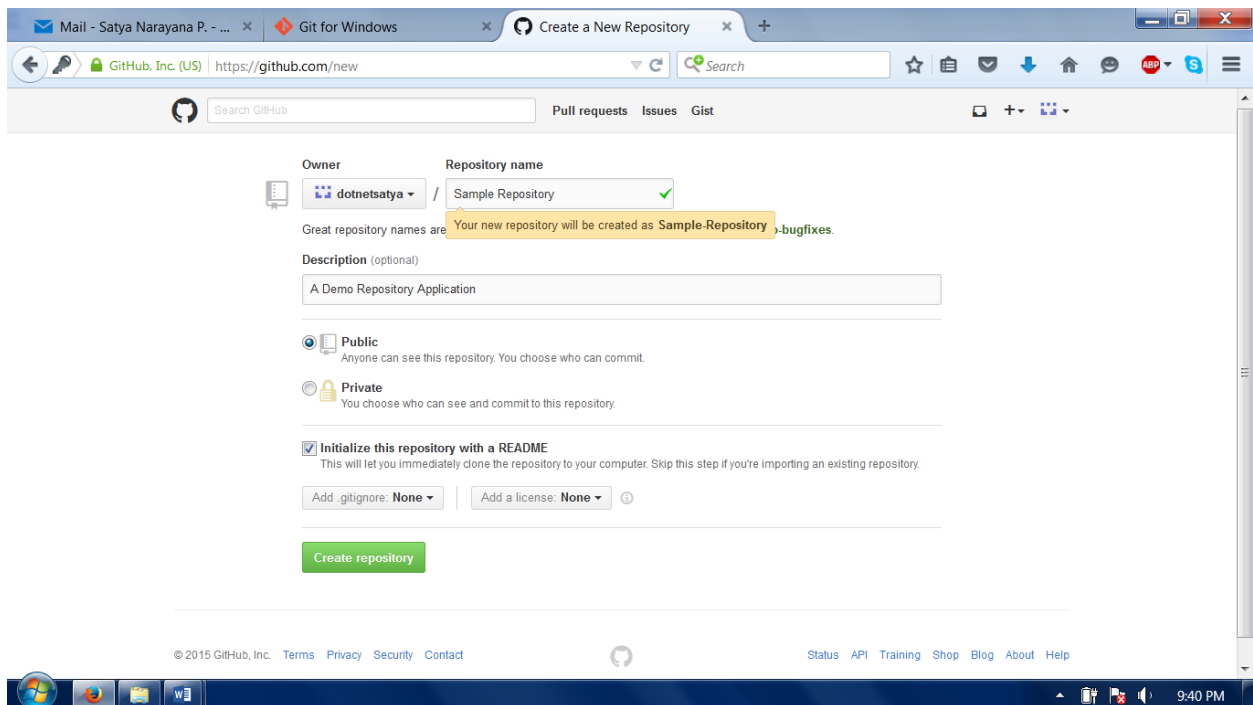 Mail - Satya Narayana P. - ... × Git for Windows × Create a New Repository × +
GitHub, Inc. (US) https://github.com/new Search ABP S
Search GitHub Pull requests Issues Gist
Owner Repository name
dotnetsatya / Sample Repository
Your new repository will be created as Sample-Repository
Great repository names are -bugfixes.
Description (optional)
A Demo Repository Application
Public
Anyone can see this repository. You choose who can commit.
Private
You choose who can see and commit to this repository.
Initialize this repository with a README
This will let you immediately clone the repository to your computer. Skip this step if you're importing an existing repository.
Add .gitignore: None Add a license: None
Create repository
© 2015 GitHub, Inc. Terms Privacy Security Contact Status API Training Shop Blog About Help
W 9:40 PM